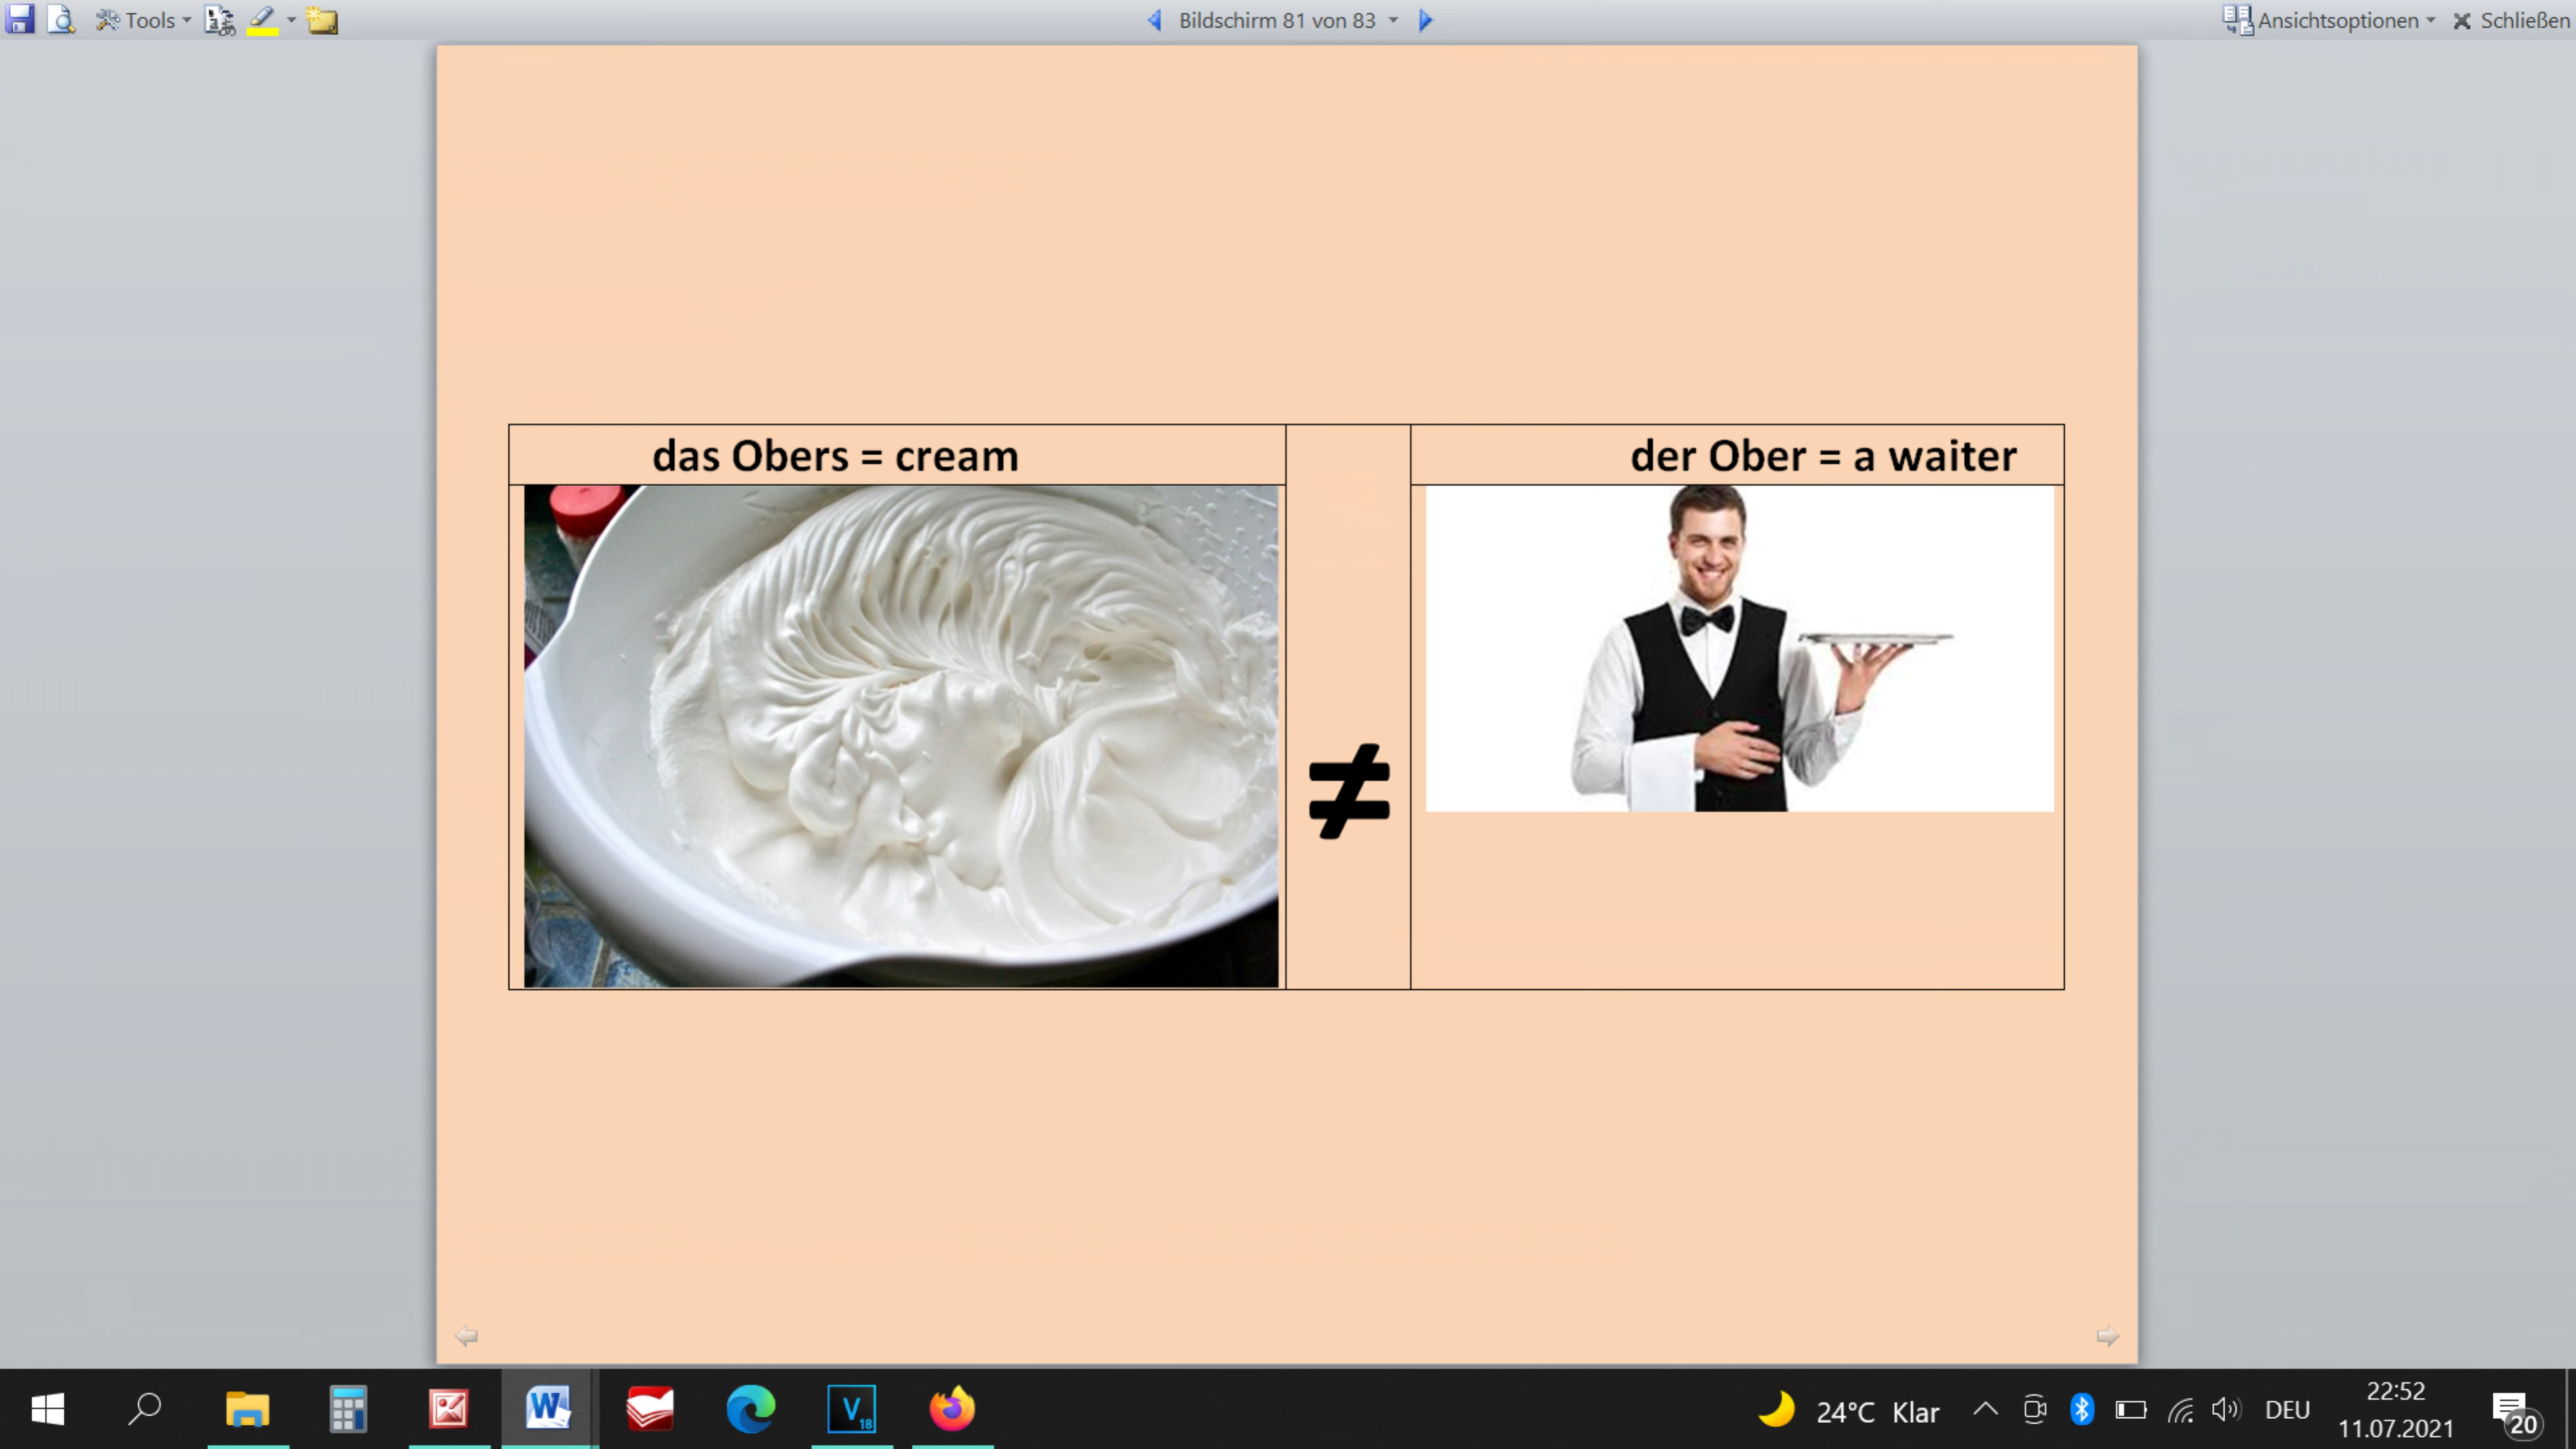 Tools
Bildschirm 81 von 83
Ansichtsoptionen
Schließen
das Obers = cream
der Ober = a waiter
≠
W
V
18
24°C Klar
DEU
22:52
11.07.2021
20